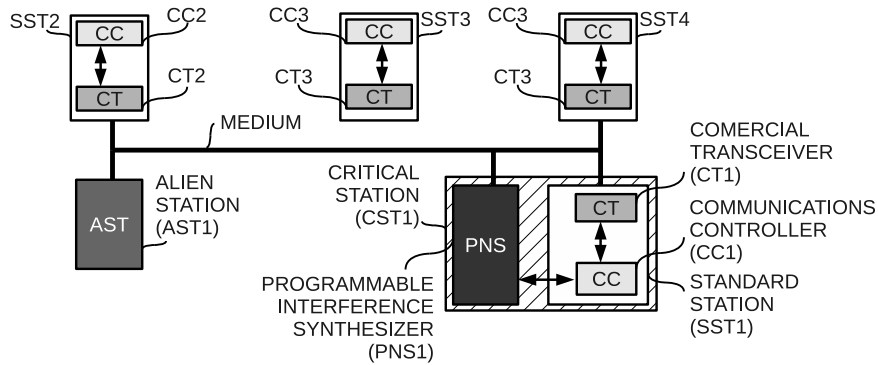 SST2
CC
CC2
CT
CT2
CC3
CC
SST3
CT3
CT
CC3
CC
SST4
CT3
CT
MEDIUM
AST
ALIEN
STATION
(AST1)
CRITICAL
STATION
(CST1)
PNS
CT
CC
COMERCIAL
TRANSCEIVER
(CT1)
COMMUNICATIONS
CONTROLLER
(CC1)
STANDARD
STATION
(SST1)
PROGRAMMABLE
INTERFERENCE
SYNTHESIZER
(PNS1)